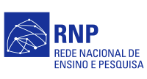 RNP
REDE NACIONAL DE
ENSINO E PESQUISA